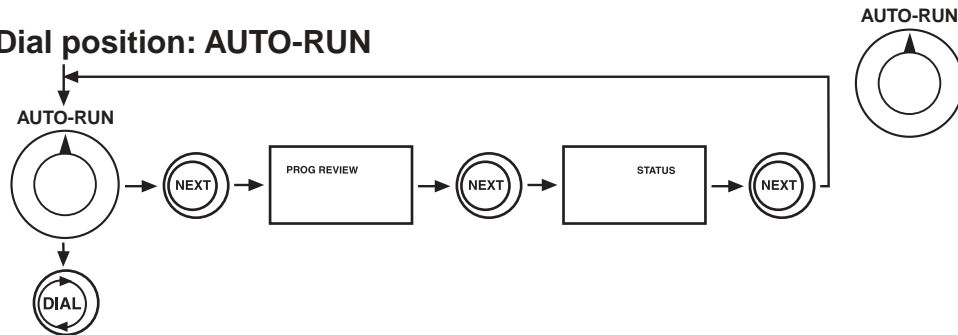 AUTO-RUN
Dial position: AUTO-RUN
AUTO-RUN
NEXT
PROG REVIEW
NEXT
STATUS
NEXT
DIAL